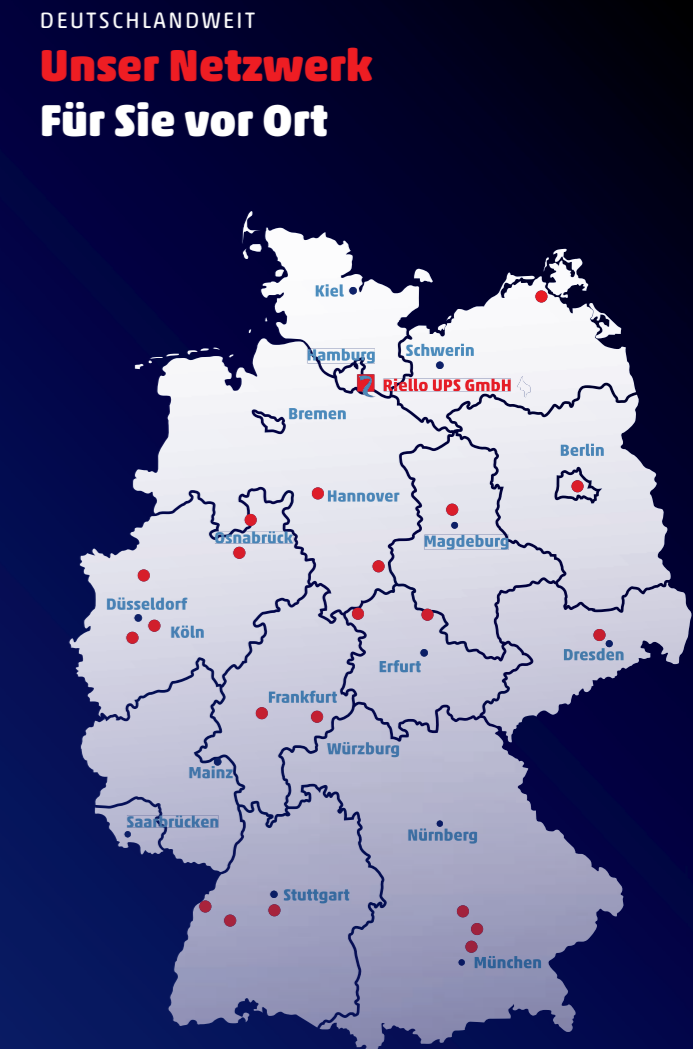 DEUTSCHLANDWEIT
Unser Netzwerk
Für Sie vor Ort
Kiel
Hamburg
Schwerin
Riello UPS GmbH
Bremen
Berlin
Hannover
Osnabrück
Magdeburg
Düsseldorf
Köln
Dresden
Erfurt
Frankfurt
Würzburg
Mainz
Saarbrücken
Nürnberg
Stuttgart
München